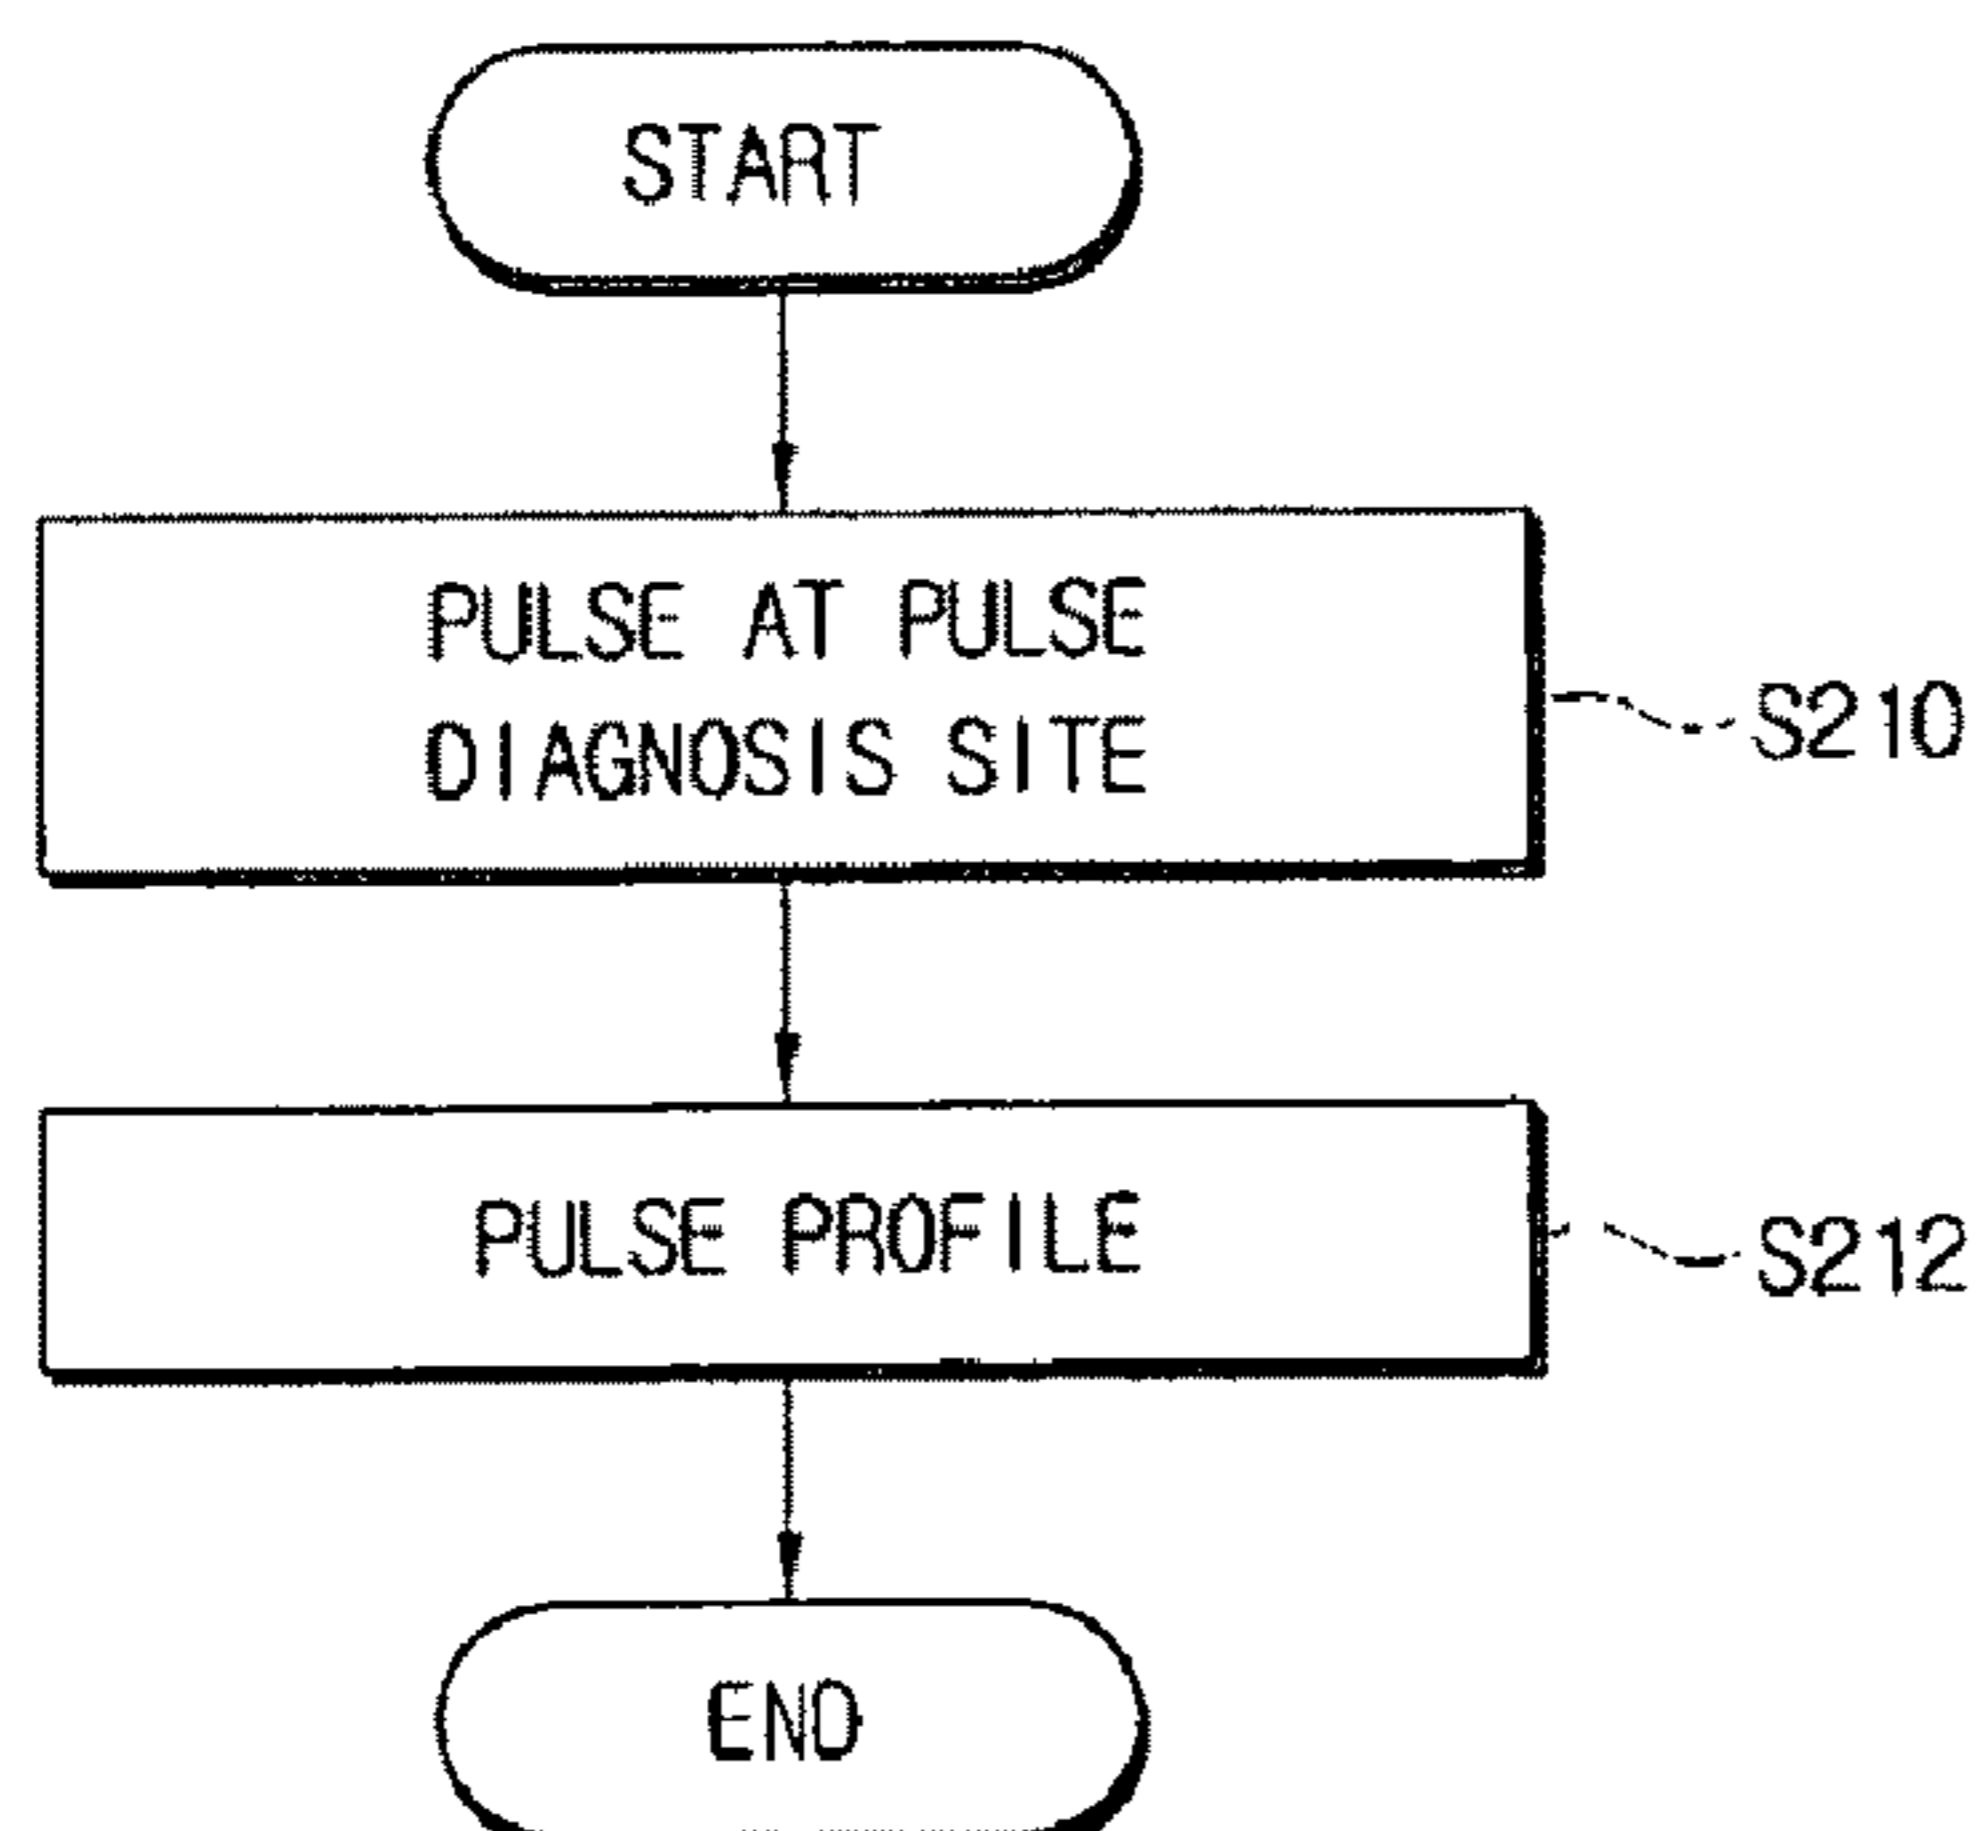 START
PULSE AT PULSE
DIAGNOSIS SITE
S210
PULSE PROFILE
S212
END